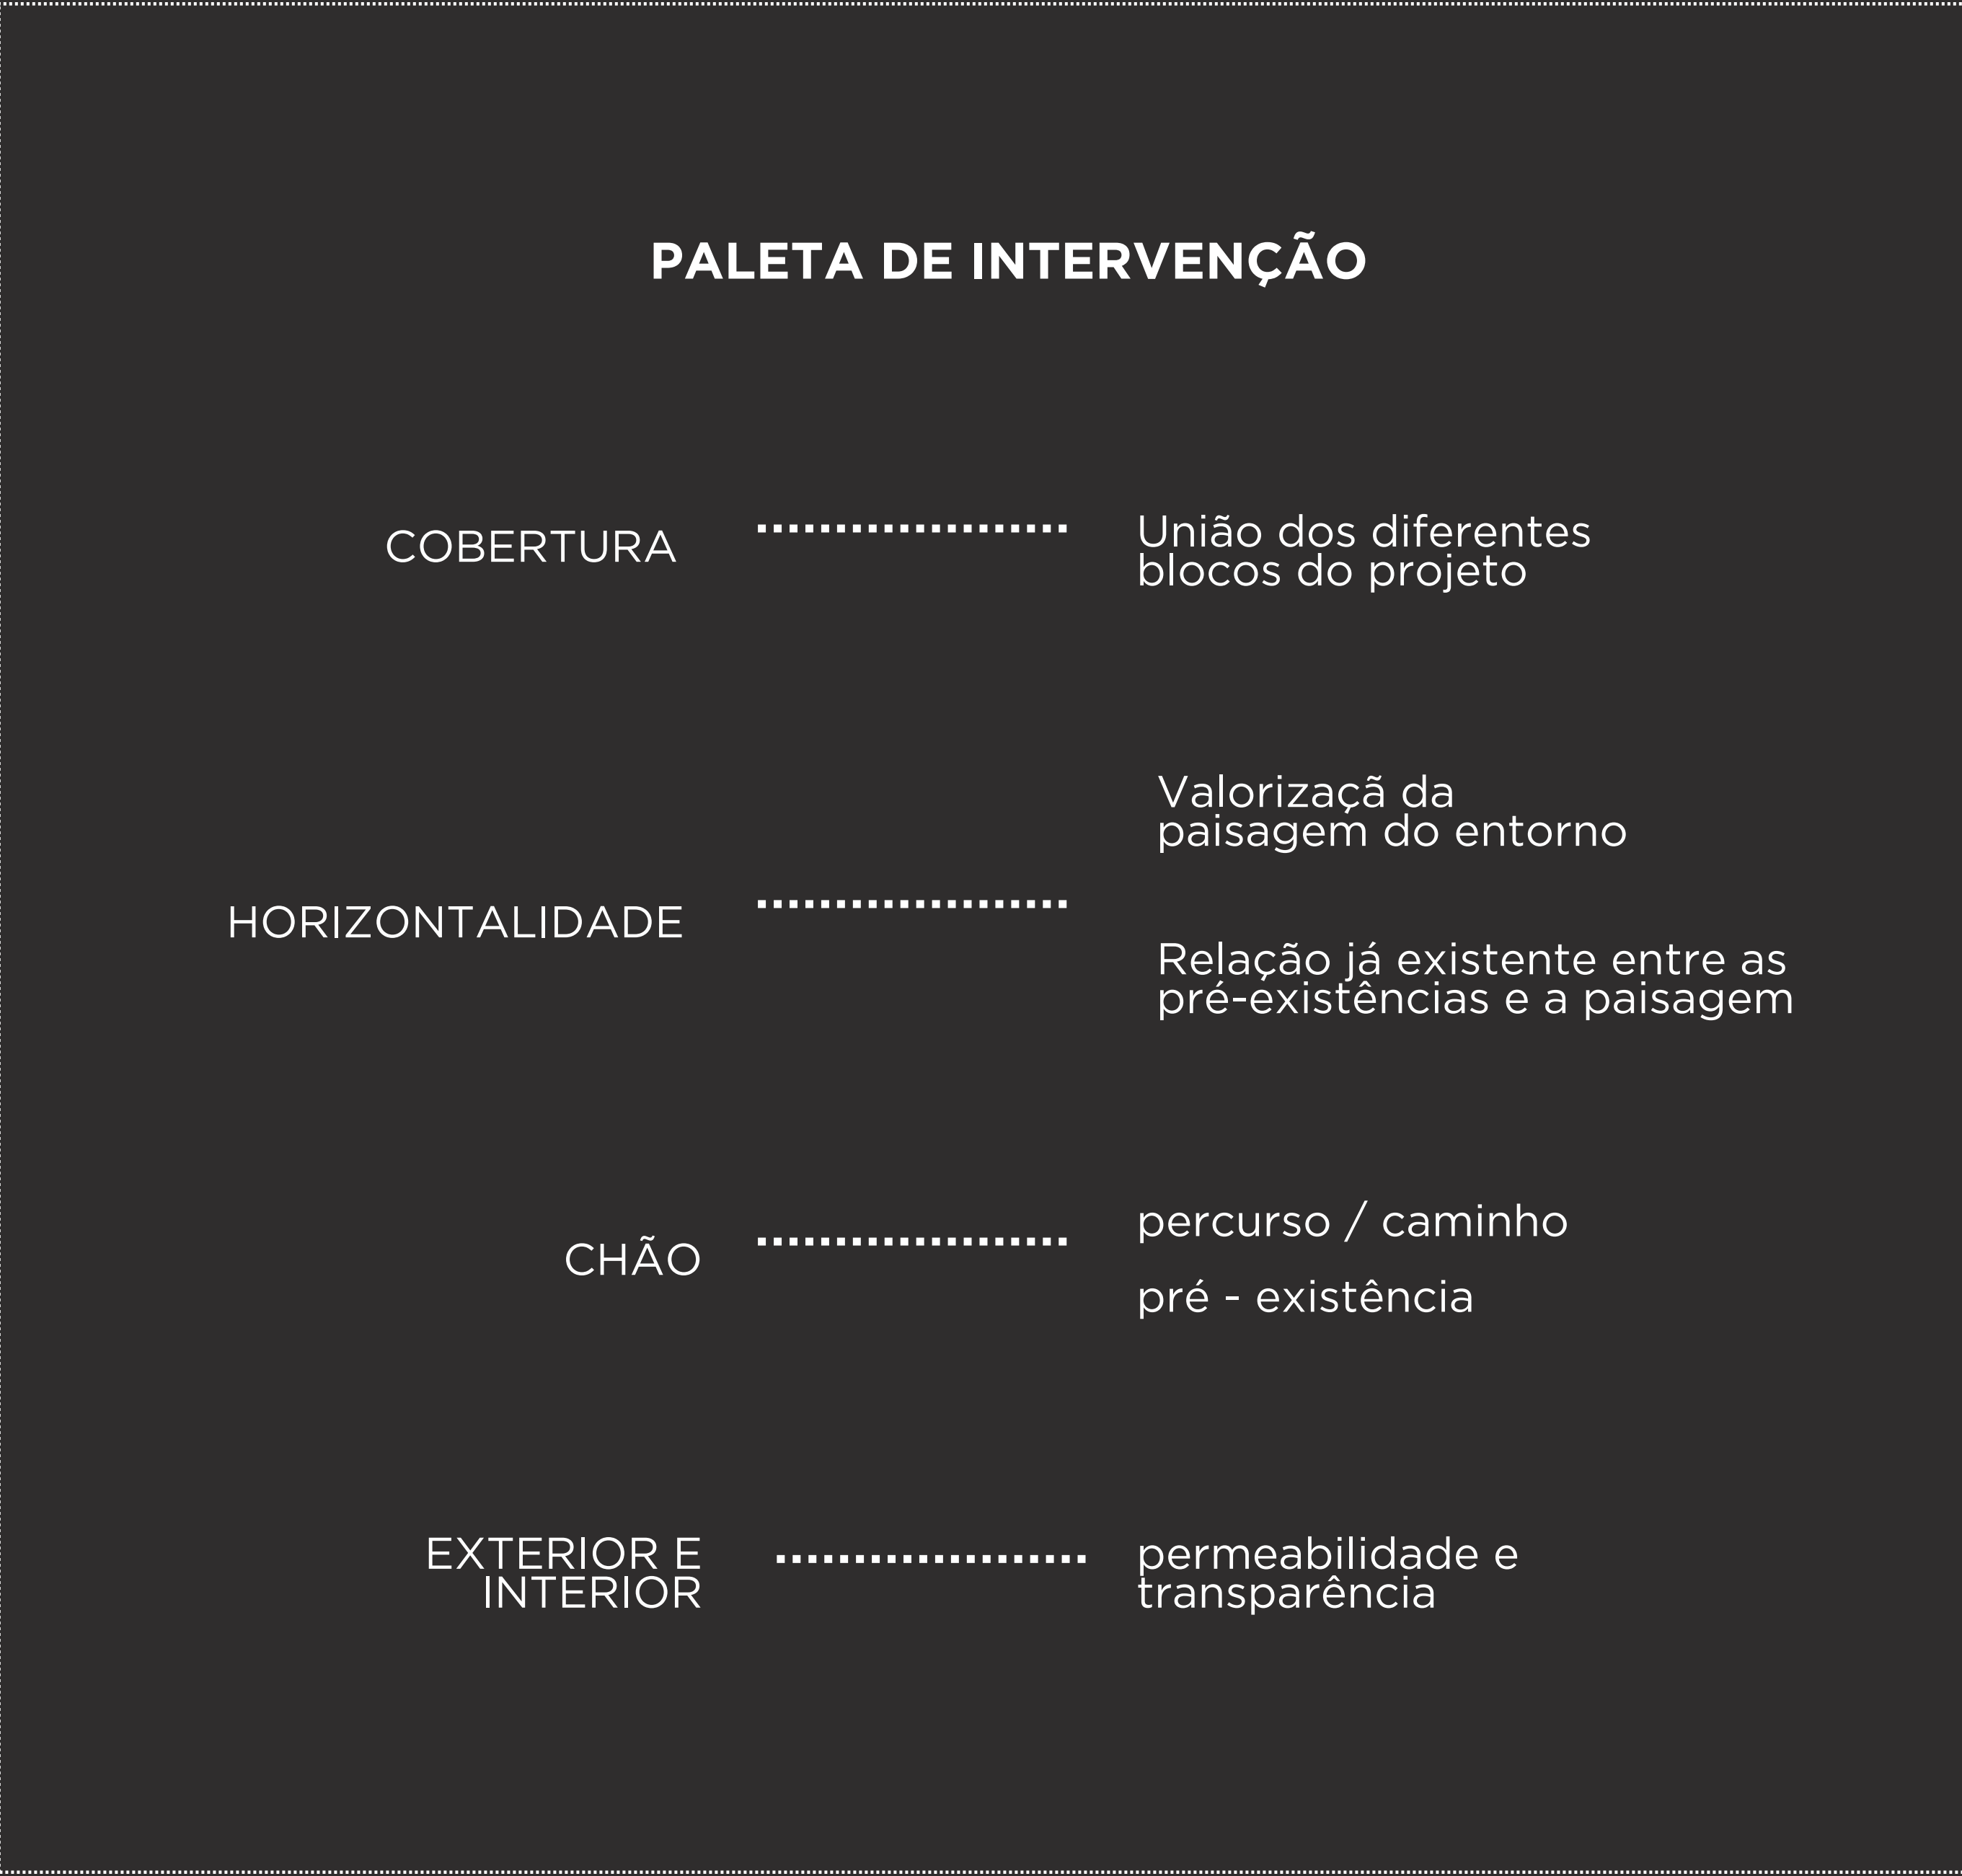 PALETA DE INTERVENÇÃO
COBERTURA
União dos diferentes
blocos do projeto
HORIZONTALIDADE
Valorizaçã da
paisagem do entorno
Relação já existente entre as
pré-existências e a paisagem
CHÃO
percurso / caminho
pré - existência
EXTERIOR E
INTERIOR
permeabilidade e
transparência